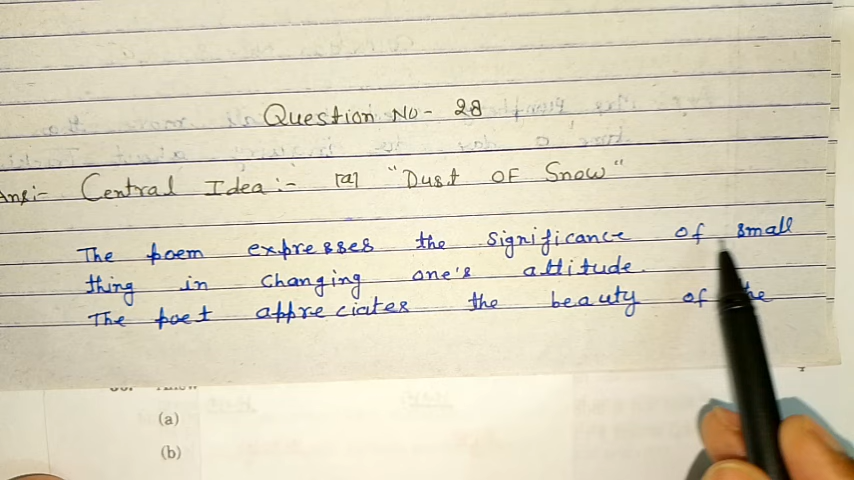 Question No - 28
Ans:- Central Idea:- [a] "Dust OF Snow"
The poem expresses the significance of small
thing in changing one's attitude.
The poet appreciates the beauty of the
(a)
(b)